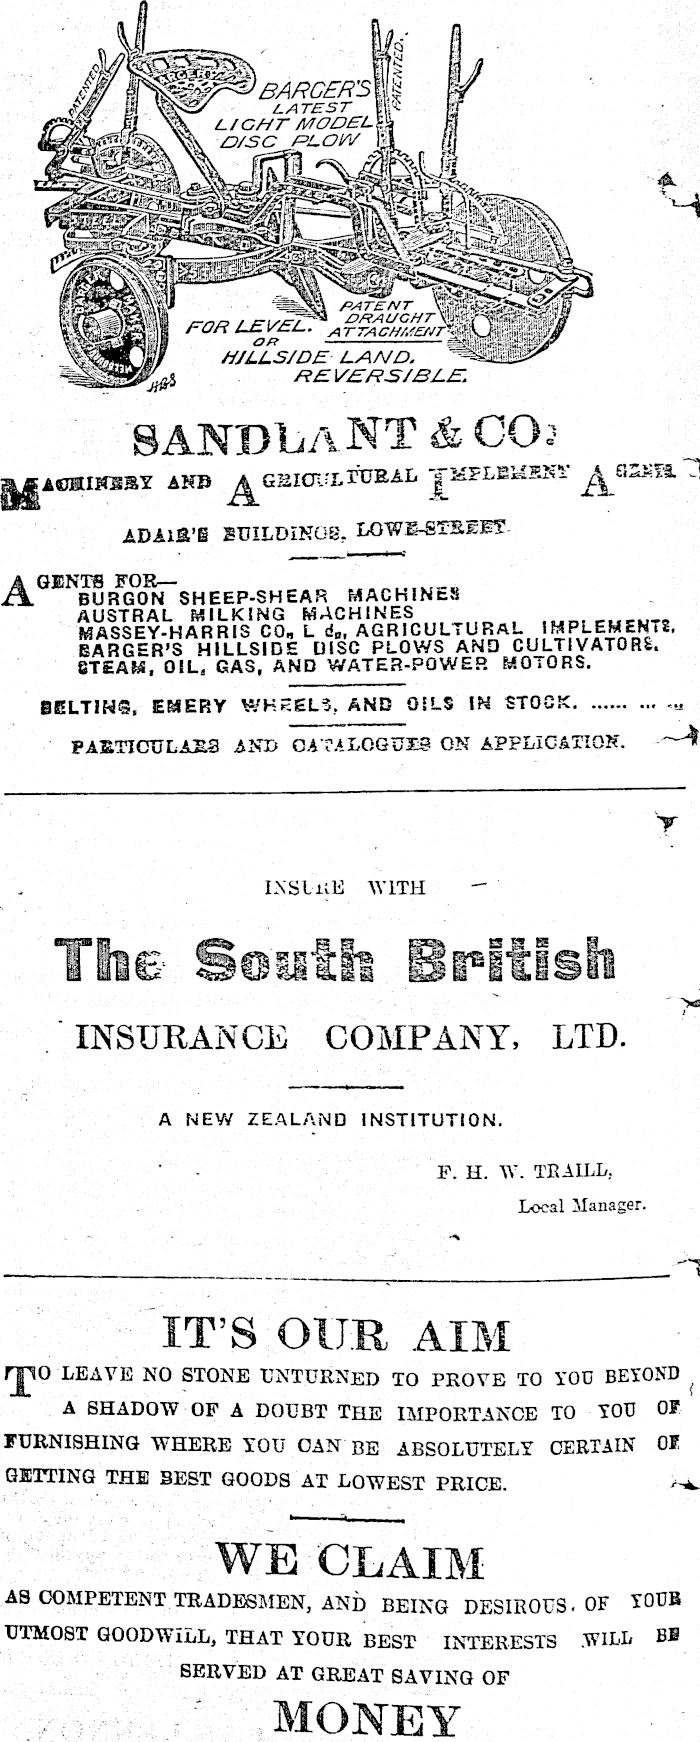 PATENTED.
BARGER'S
PATENTED.
BARGER'S
LATEST
LIGHT MODEL
DISC PLOW
STEEL
FOR LEVEL.
OR
HILLSIDE LAND.
REVERSIBLE.
PATENT
DRAUGHT
ATTACHMENT
SANDLANT & CO.
MACHINERY AND AGRICULTURAL IMPLEMENT AGENTS
ADAIR'S BUILDINGS, LOWE-STREET.
AGENTS FOR—
BURGON SHEEP-SHEAR MACHINES
AUSTRAL MILKING MACHINES
MASSEY-HARRIS CO., L d., AGRICULTURAL IMPLEMENTS,
BARGER'S HILLSIDE DISC PLOWS AND CULTIVATORS.
STEAM, OIL, GAS, AND WATER-POWER MOTORS.
BELTING, EMERY WHEELS, AND OILS IN STOCK. ...... ... ...
PARTICULARS AND CATALOGUES ON APPLICATION.
INSURE WITH —
The South British
INSURANCE COMPANY, LTD.
A NEW ZEALAND INSTITUTION.
F. H. W. TRAILL,
Local Manager.
IT'S OUR AIM
TO LEAVE NO STONE UNTURNED TO PROVE TO YOU BEYOND
A SHADOW OF A DOUBT THE IMPORTANCE TO YOU OF
FURNISHING WHERE YOU CAN BE ABSOLUTELY CERTAIN OF
GETTING THE BEST GOODS AT LOWEST PRICE.
WE CLAIM
AS COMPETENT TRADESMEN, AND BEING DESIROUS. OF YOUR
UTMOST GOODWILL, THAT YOUR BEST INTERESTS WILL BE
SERVED AT GREAT SAVING OF
MONEY